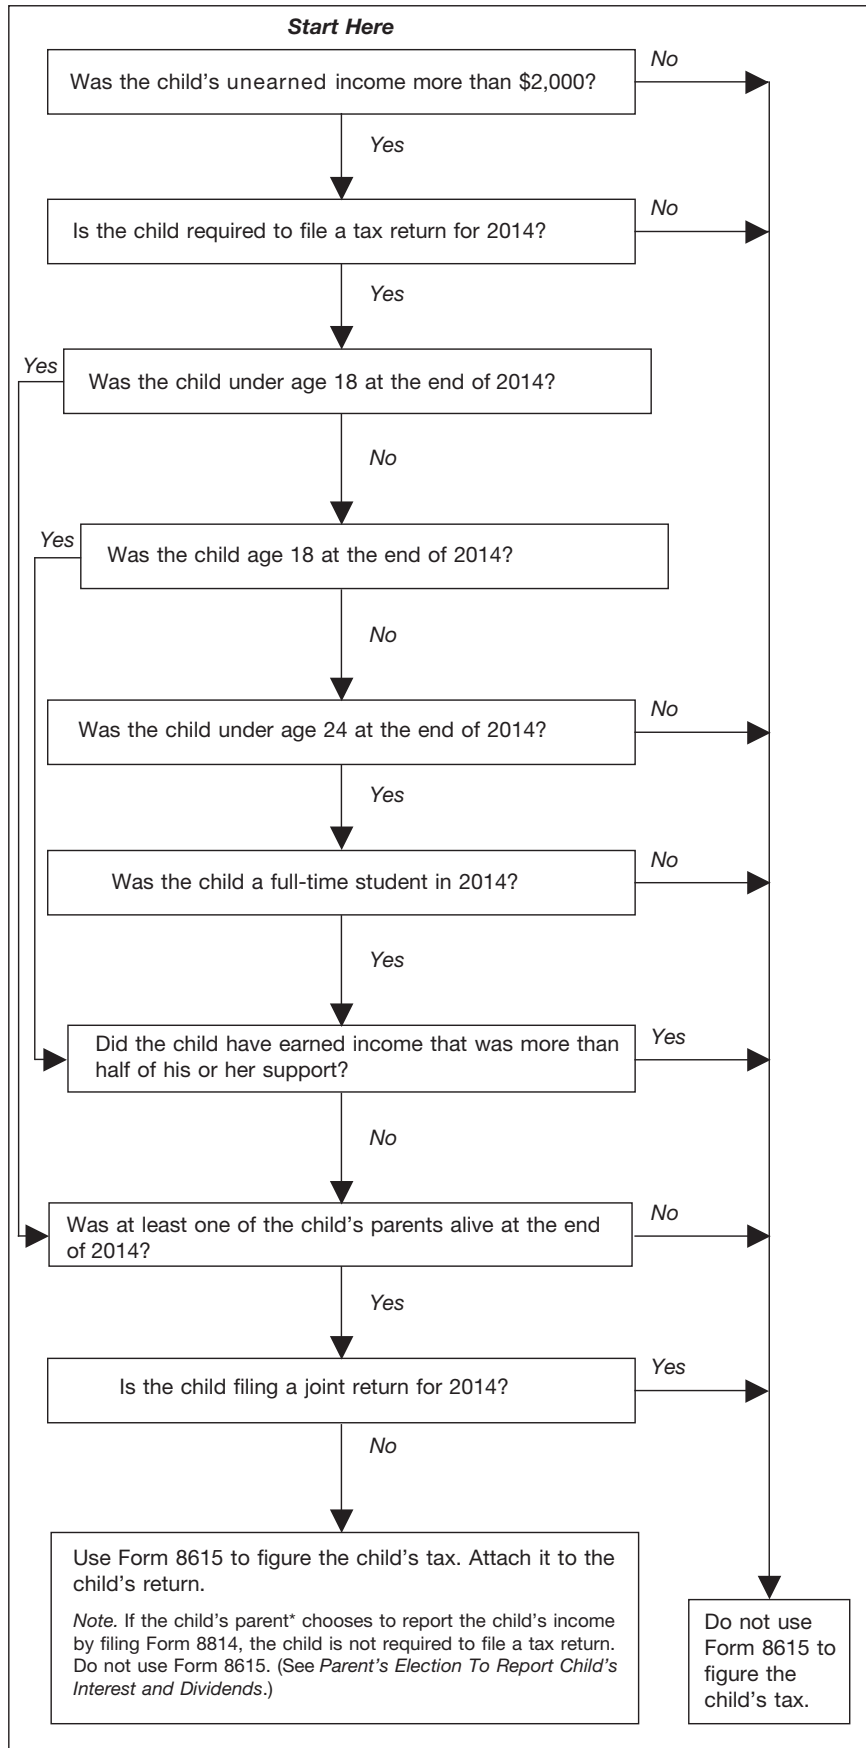 Start Here
Was the child's unearned income more than $2,000?
No
Yes
Is the child required to file a tax return for 2014?
No
Yes
Yes
Was the child under age 18 at the end of 2014?
No
Yes
Was the child age 18 at the end of 2014?
No
Was the child under age 24 at the end of 2014?
No
Yes
Was the child a full-time student in 2014?
No
Yes
Did the child have earned income that was more than
half of his or her support?
Yes
No
Was at least one of the child's parents alive at the end
of 2014?
No
Yes
Is the child filing a joint return for 2014?
Yes
No
Use Form 8615 to figure the child's tax. Attach it to the
child's return.
Note. If the child's parent* chooses to report the child's income
by filing Form 8814, the child is not required to file a tax return.
Do not use Form 8615. (See Parent's Election To Report Child's
Interest and Dividends.)
Do not use
Form 8615 to
figure the
child's tax.